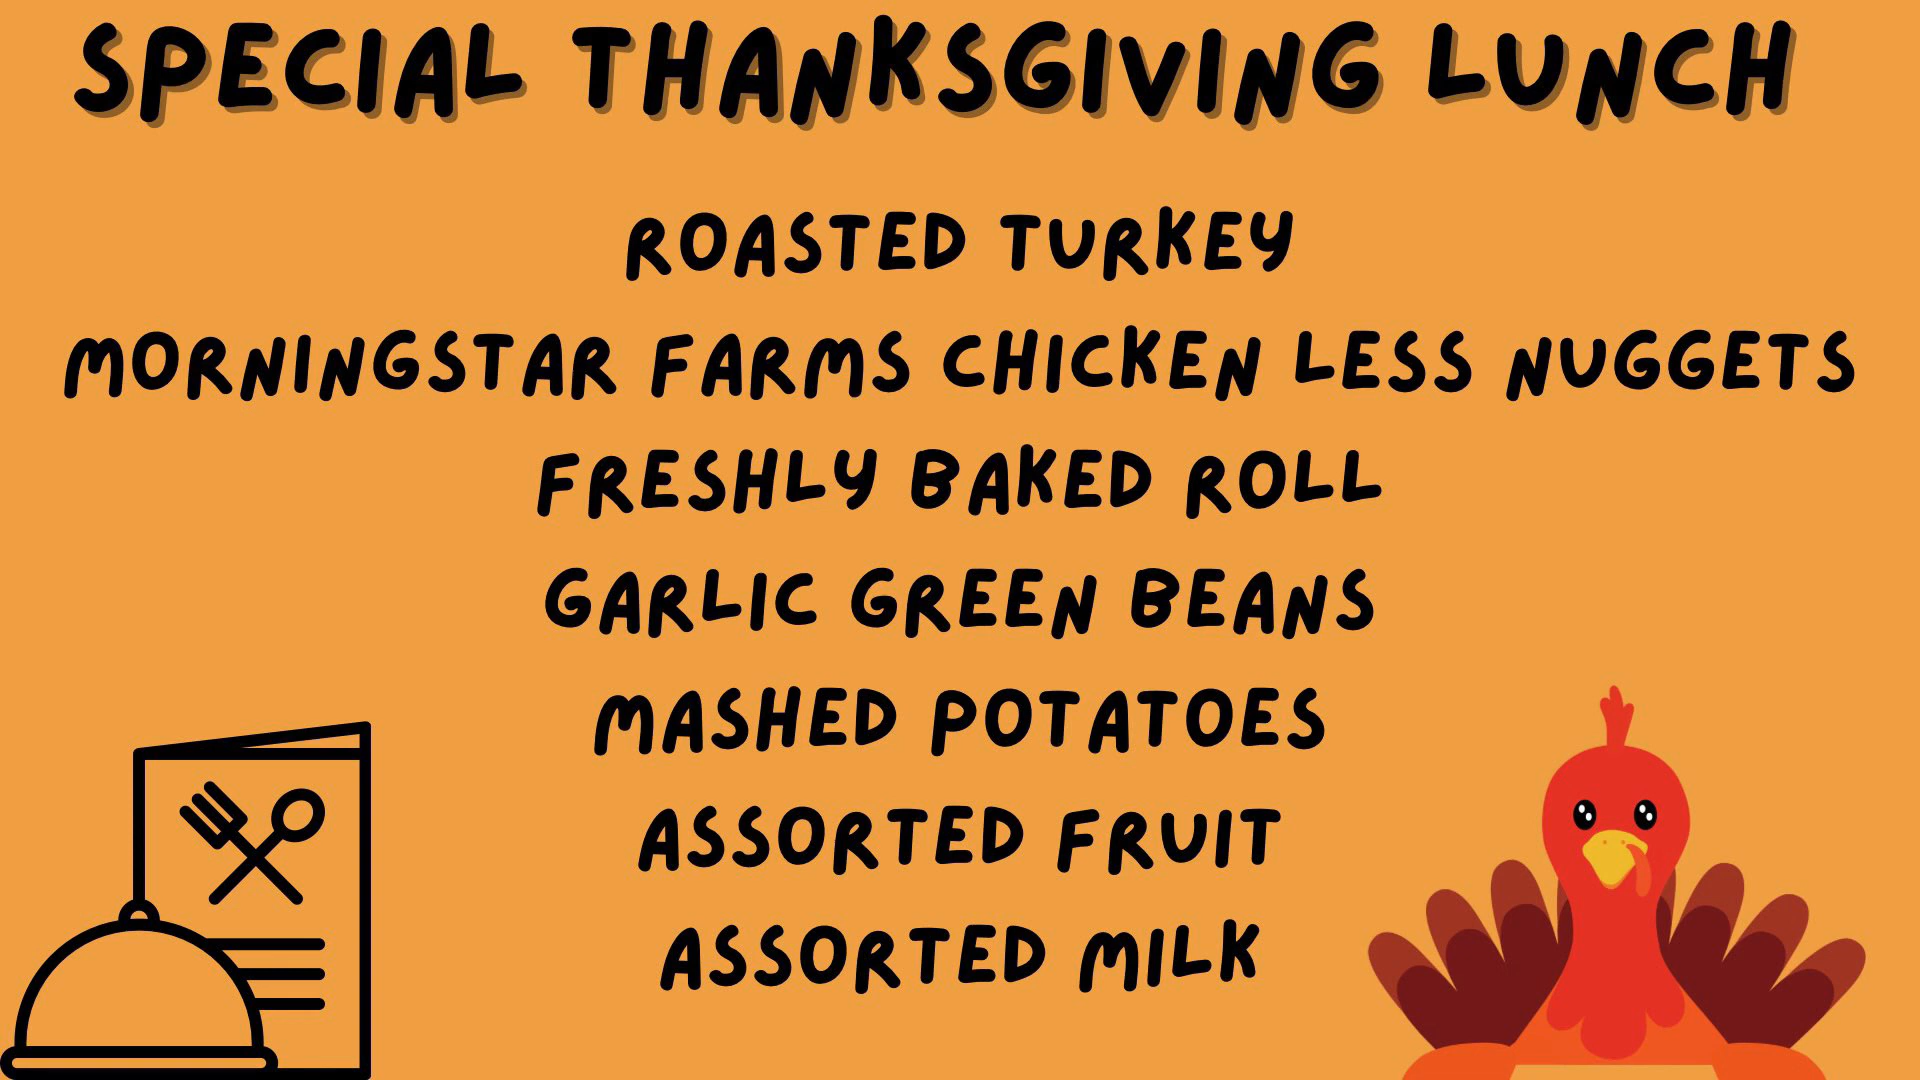 SPECIAL THANKSGIVING LUNCH
ROASTED TURKEY
MORNINGSTAR FARMS CHICKEN LESS NUGGETS
FRESHLY BAKED ROLL
GARLIC GREEN BEANS
MASHED POTATOES
ASSORTED FRUIT
ASSORTED MILK